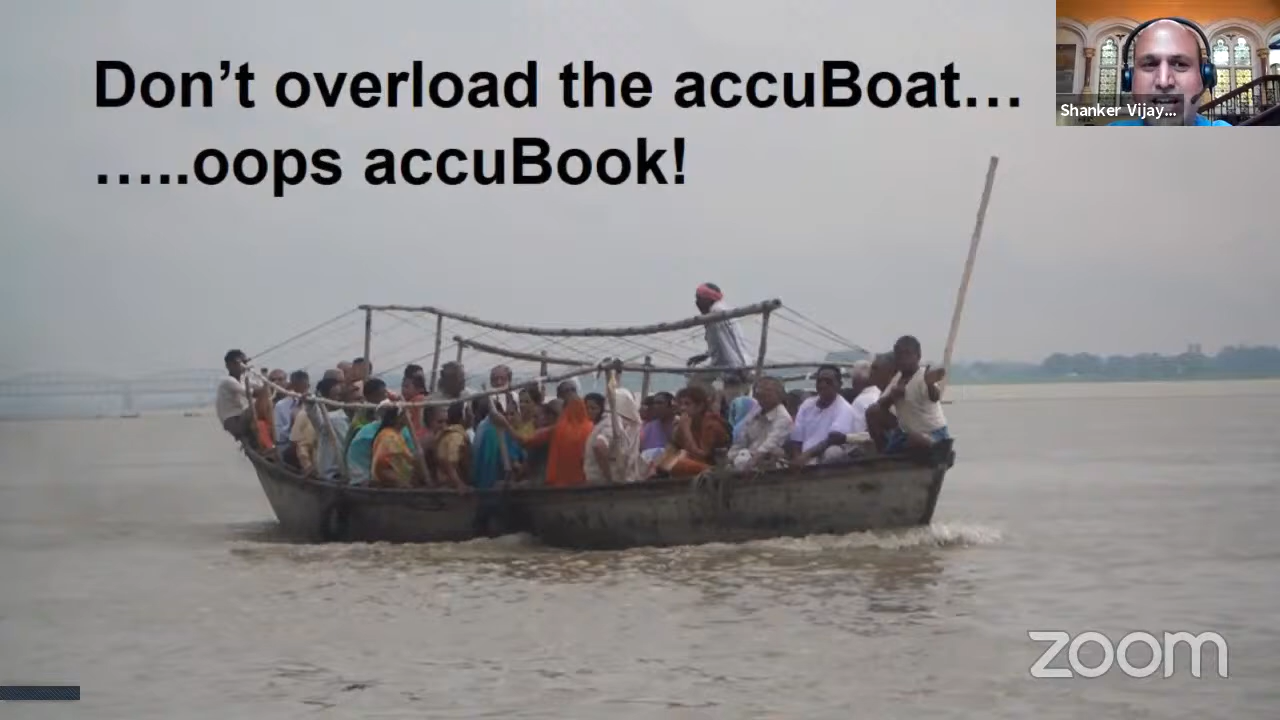 Don’t overload the accuBoat…
…..oops accuBook!
Shanker Vijay...
zoom